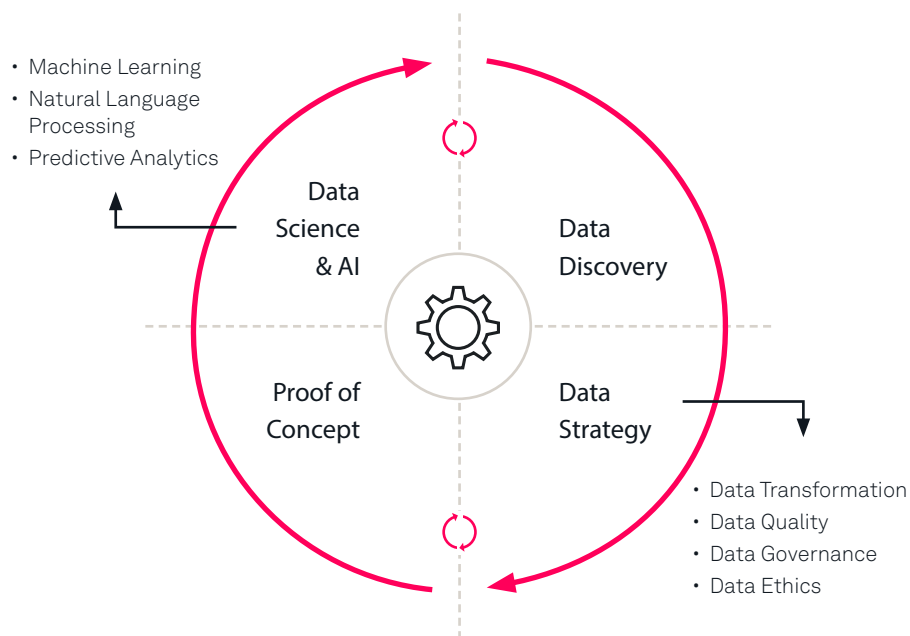 • Machine Learning
• Natural Language
Processing
• Predictive Analytics
Data
Science
& AI
Data
Discovery
Proof of
Concept
Data
Strategy
• Data Transformation
• Data Quality
• Data Governance
• Data Ethics